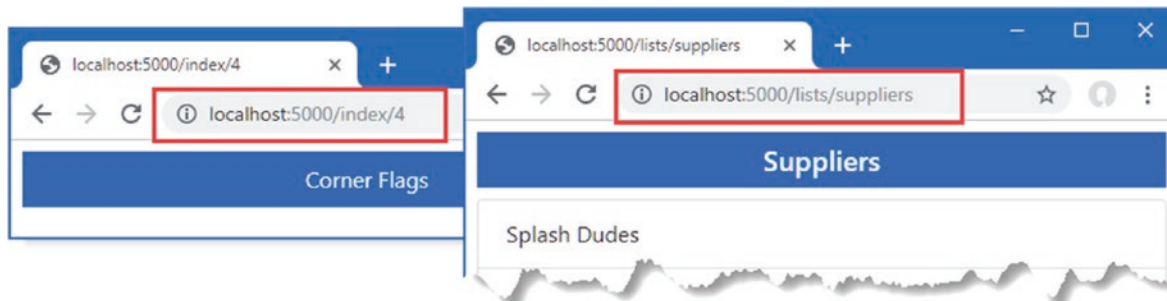 localhost:5000/index/4
localhost:5000/index/4
Corner Flags
localhost:5000/lists/suppliers
localhost:5000/lists/suppliers
Suppliers
Splash Dudes